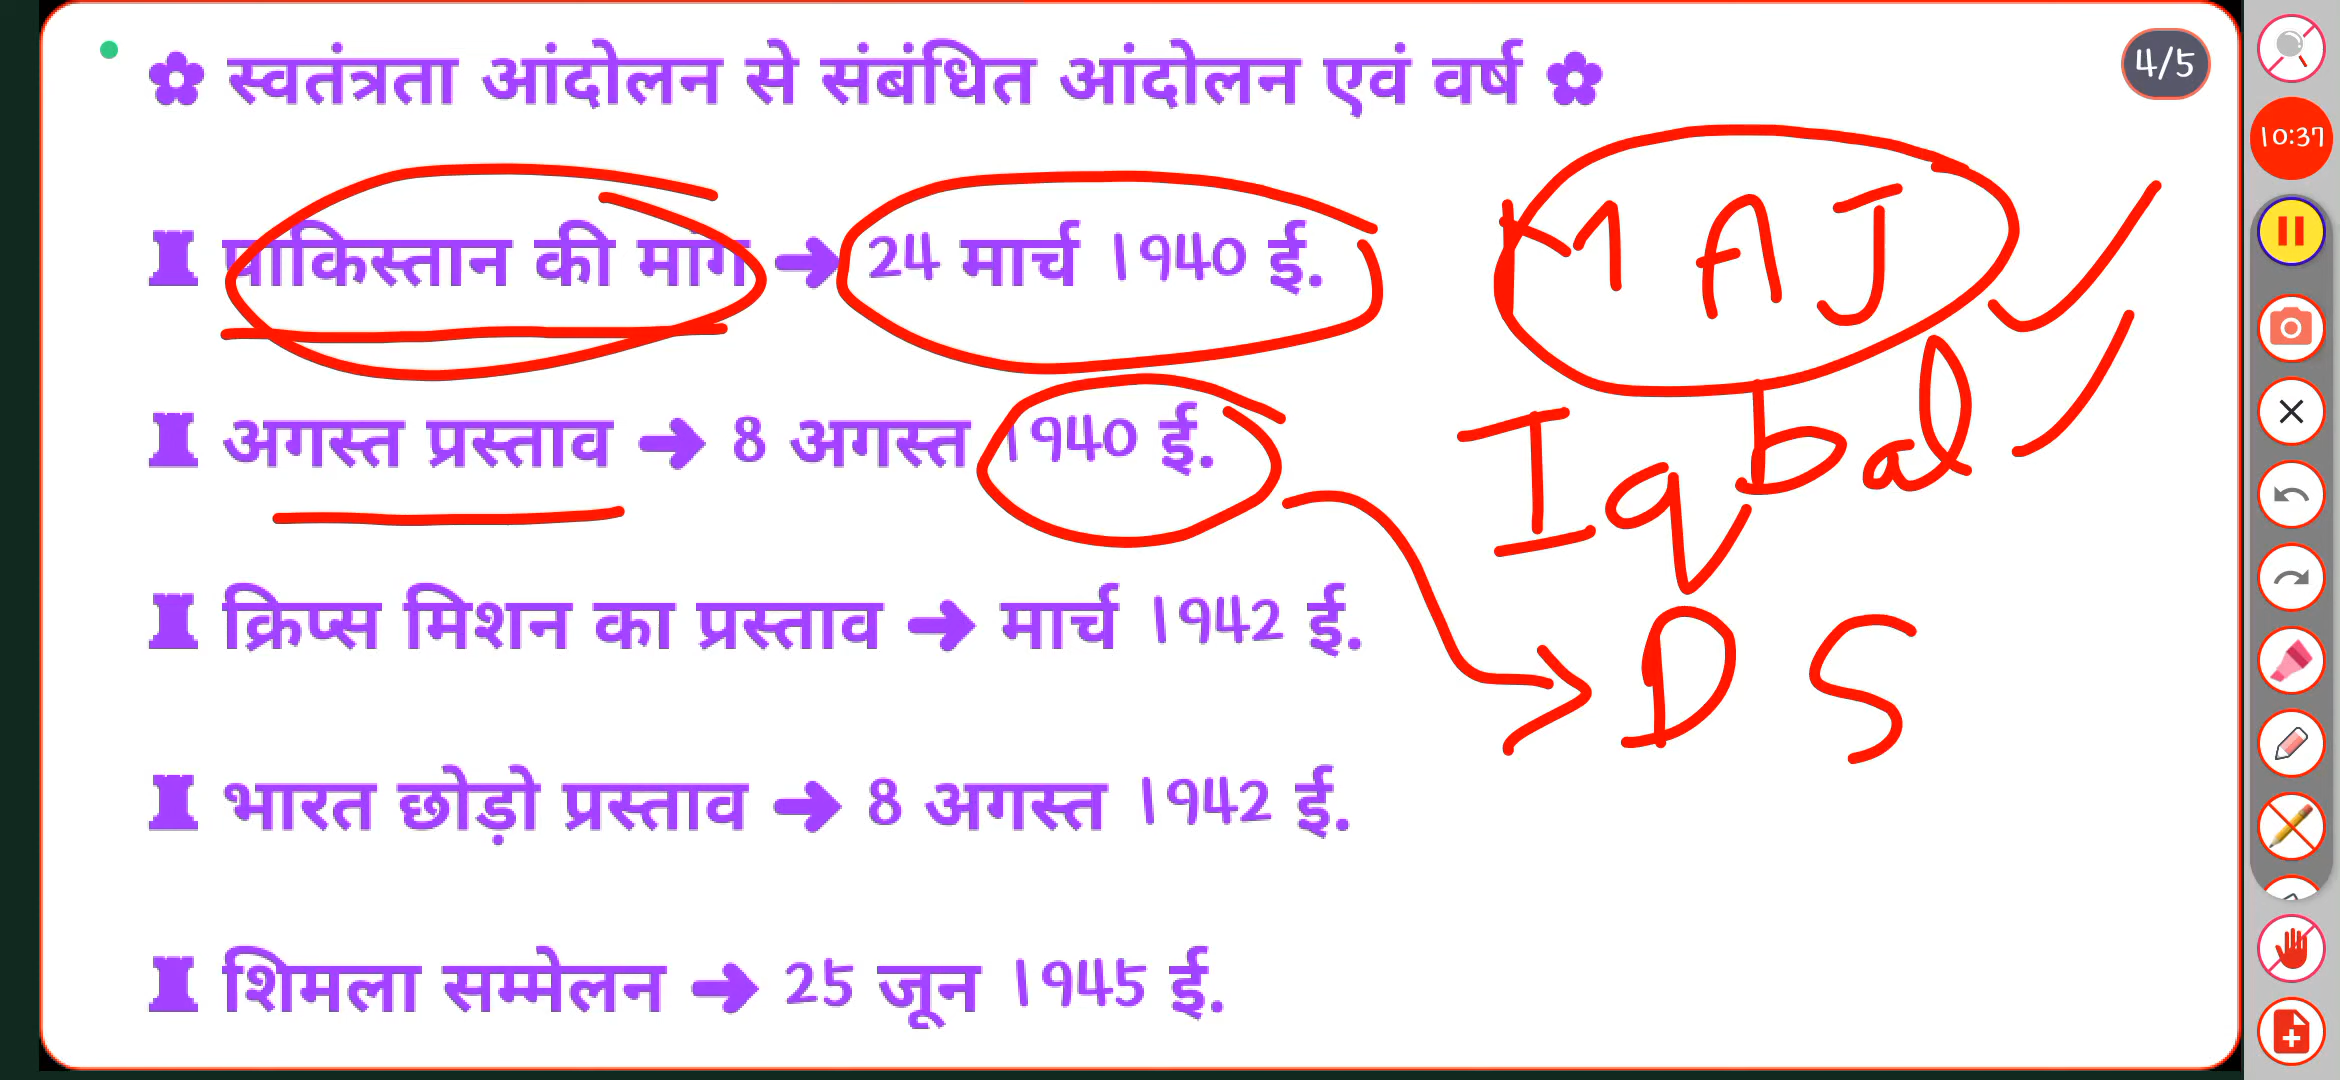 ✿ स्वतंत्रता आंदोलन से संबंधित आंदोलन एवं वर्ष ✿
4/5
10:37
♜ पाकिस्तान की मांग ➜ 24 मार्च 1940 ई.
MAJ
♜ अगस्त प्रस्ताव ➜ 8 अगस्त 1940 ई.
Iqbal
♜ क्रिप्स मिशन का प्रस्ताव ➜ मार्च 1942 ई.
D S
♜ भारत छोड़ो प्रस्ताव ➜ 8 अगस्त 1942 ई.
♜ शिमला सम्मेलन ➜ 25 जून 1945 ई.